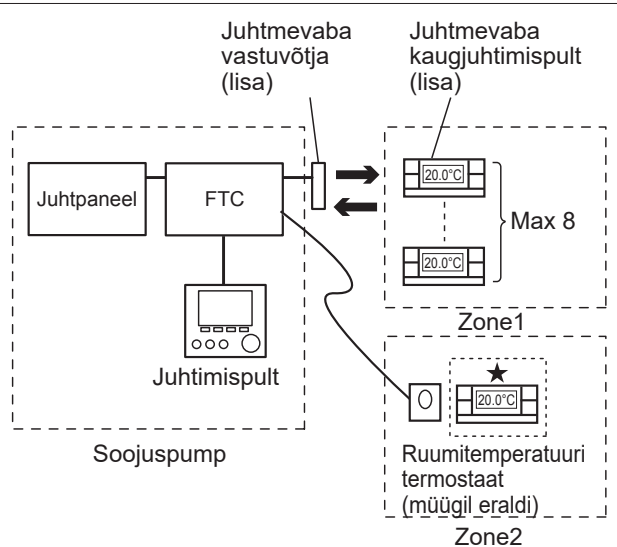 Juhtmevaba
vastuvõtja
(lisa)
Juhtmevaba
kaugjuhtimispult
(lisa)
Juhtpaneel
FTC
20.0°C
20.0°C
Max 8
Zone1
Juhtimispult
20.0°C
Ruumitemperatuuri
termostaat
(müügil eraldi)
Soojuspump
Zone2